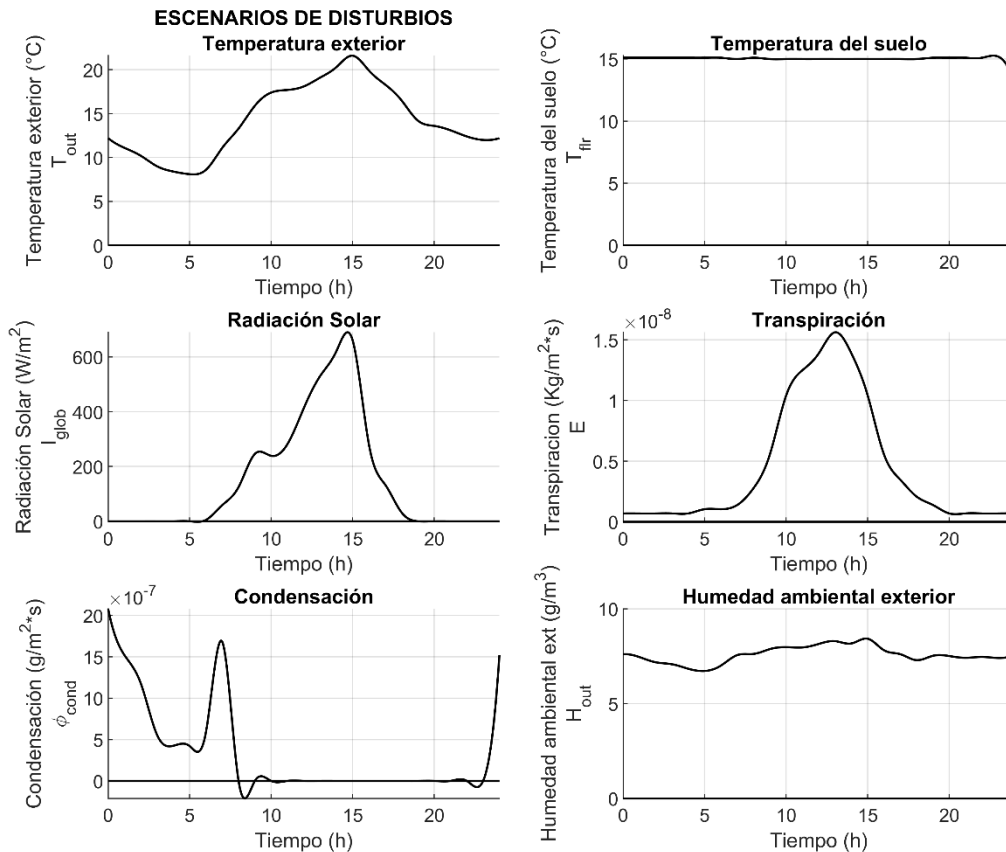 ESCENARIOS DE DISTURBIOS
Temperatura exterior
Temperatura exterior (°C)
T_out
20
15
10
5
0
0 5 10 15 20
Tiempo (h)
Temperatura del suelo
Temperatura del suelo (°C)
T_flr
15
10
5
0
0 5 10 15 20
Tiempo (h)
Radiación Solar
Radiación Solar (W/m²)
I_glob
600
400
200
0
0 5 10 15 20
Tiempo (h)
Transpiración
×10⁻⁸
Transpiracion (Kg/m²*s)
E
1.5
1
0.5
0
0 5 10 15 20
Tiempo (h)
Condensación
×10⁻⁷
Condensación (g/m²*s)
ϕ_cond
20
15
10
5
0
0 5 10 15 20
Tiempo (h)
Humedad ambiental exterior
Humedad ambiental ext (g/m³)
H_out
10
5
0
0 5 10 15 20
Tiempo (h)